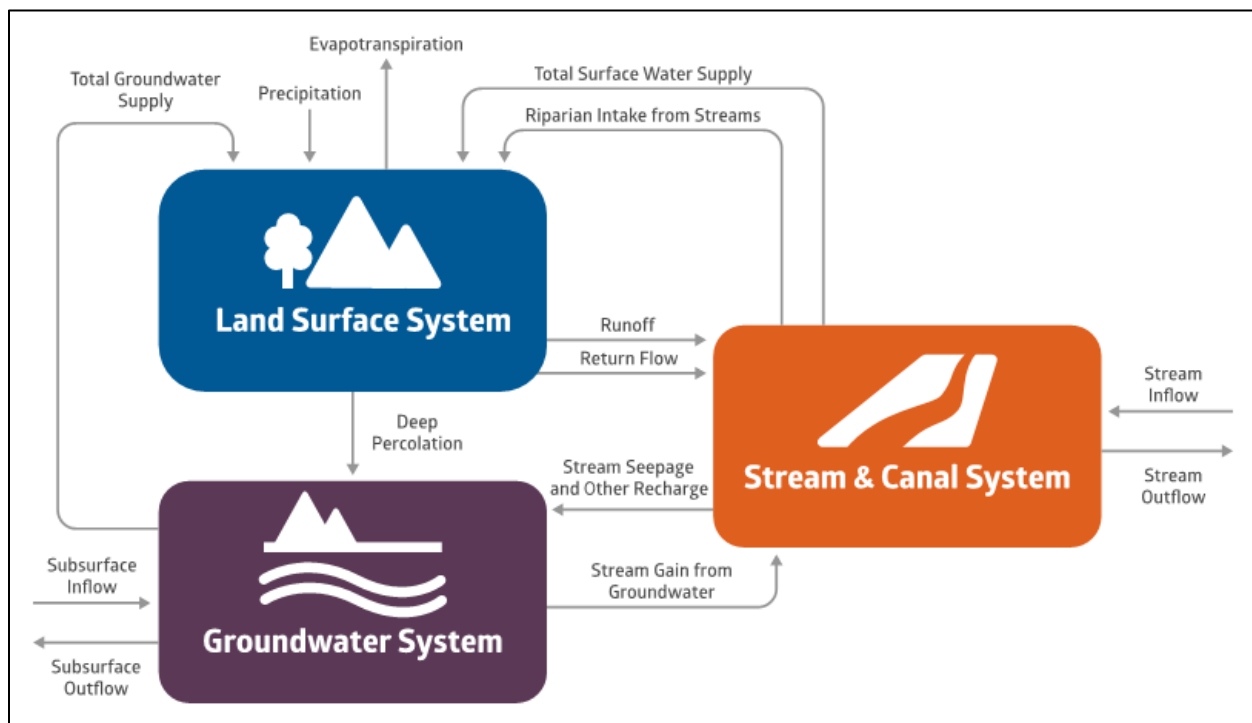 Evapotranspiration
Total Groundwater
Supply
Precipitation
Total Surface Water Supply
Riparian Intake from Streams
Land Surface System
Runoff
Return Flow
Deep
Percolation
Stream
Inflow
Stream Seepage
and Other Recharge
Stream & Canal System
Stream
Outflow
Subsurface
Inflow
Stream Gain from
Groundwater
Groundwater System
Subsurface
Outflow